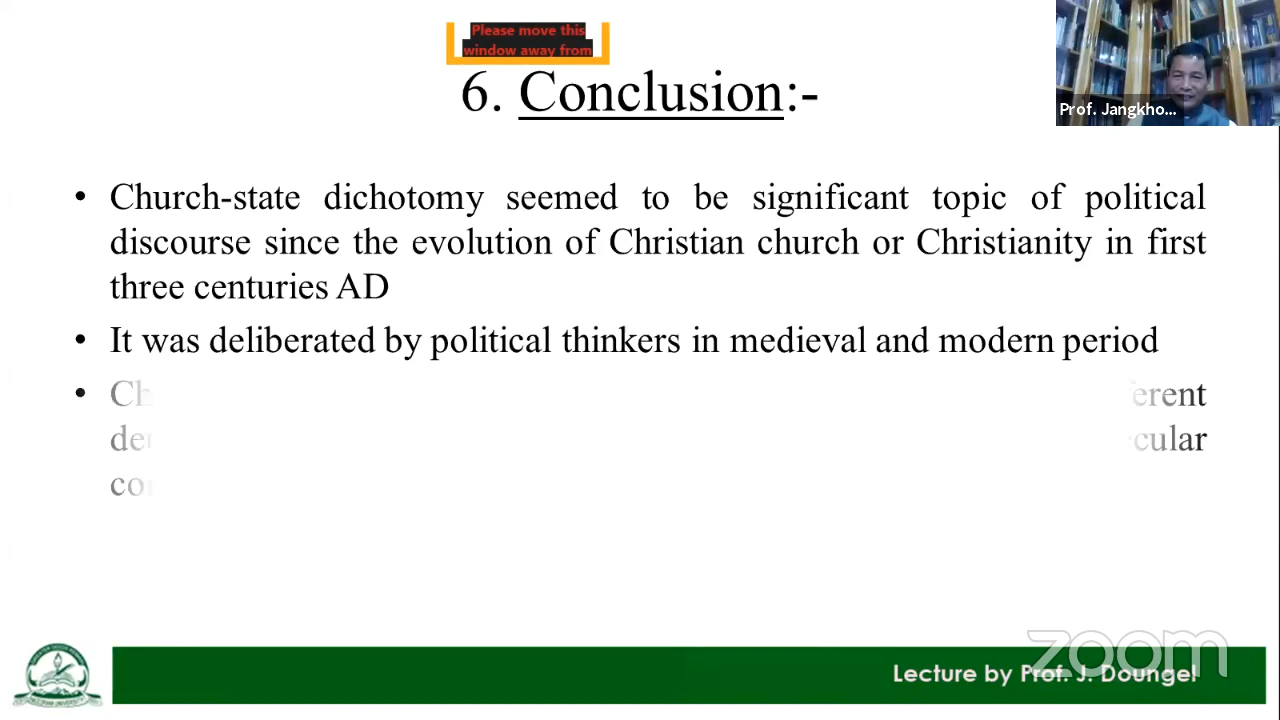 Please move this
window away from
6. Conclusion:-
Prof. Jangkho...
• Church-state dichotomy seemed to be significant topic of political
discourse since the evolution of Christian church or Christianity in first
three centuries AD
• It was deliberated by political thinkers in medieval and modern period
•
zoom
Lecture by Prof. J. Doungel